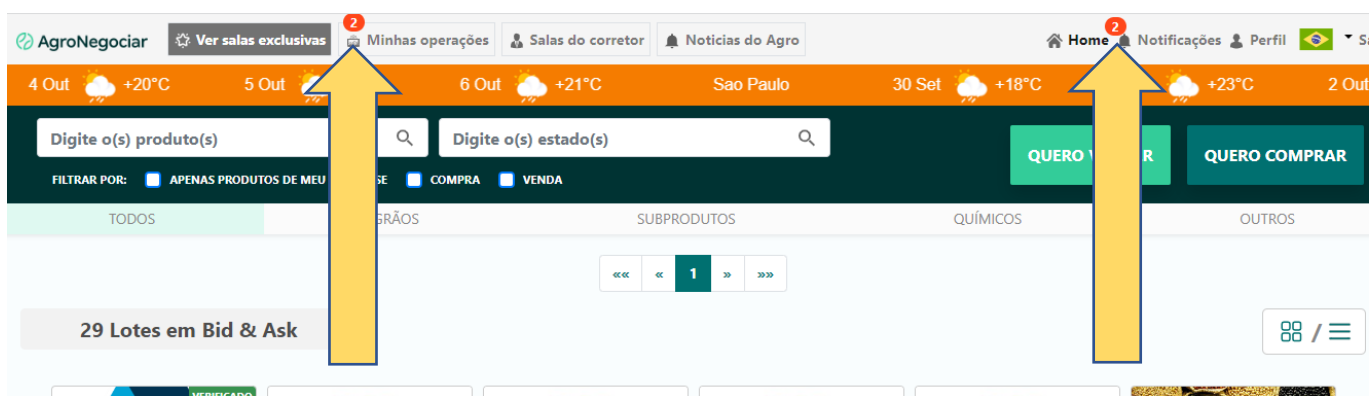 2 2
AgroNegociar Ver salas exclusivas Minhas operações Salas do corretor Noticias do Agro Home Notificações Perfil
4 Out +20°C 5 Out 6 Out +21°C Sao Paulo 30 Set +18°C +23°C 2 Out
Digite o(s) produto(s) Digite o(s) estado(s)
QUERO QUERO COMPRAR
FILTRAR POR: APENAS PRODUTOS DE MEU COMPRA VENDA
TODOS GRÃOS SUBPRODUTOS QUÍMICOS OUTROS
«« « 1 » »»
29 Lotes em Bid & Ask /
VERIFICADO